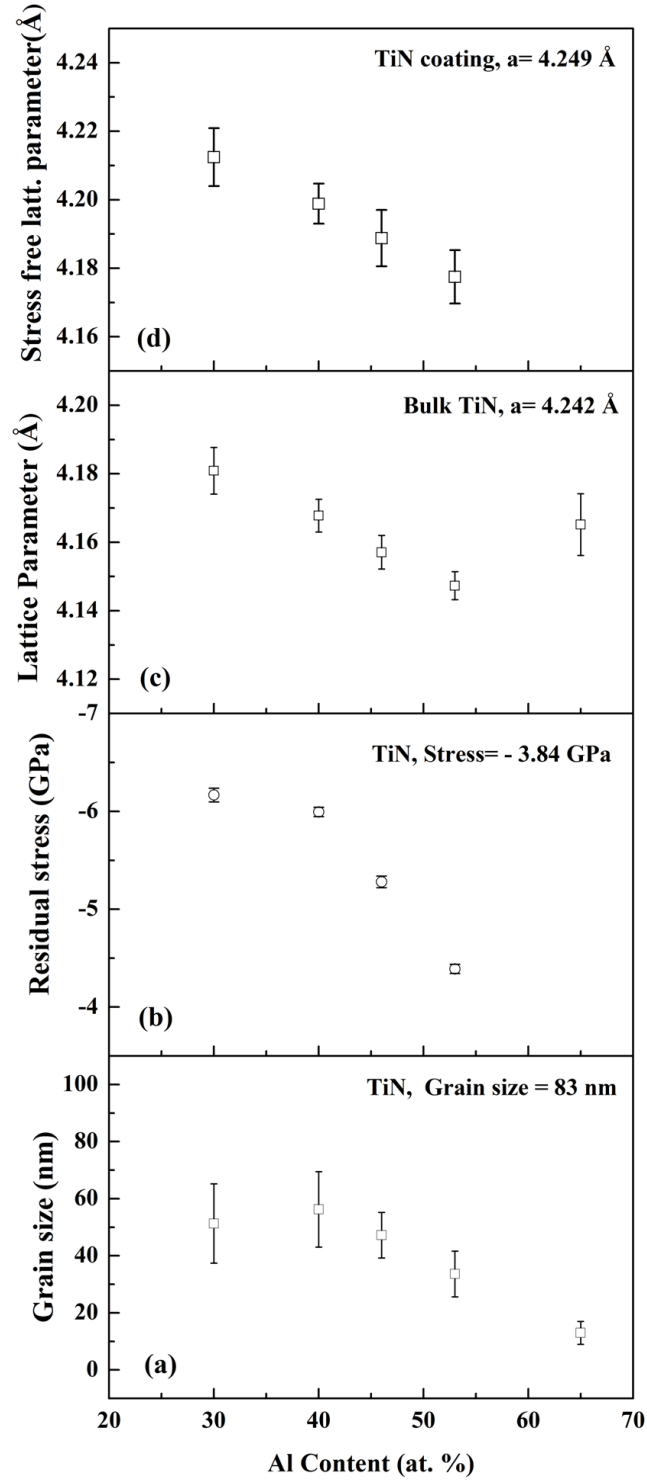 Stress free latt. parameter(Å)
4.24
4.22
4.20
4.18
4.16
TiN coating, a= 4.249 Å
(d)
Lattice Parameter (Å)
4.20
4.18
4.16
4.14
4.12
Bulk TiN, a= 4.242 Å
(c)
Residual stress (GPa)
-7
-6
-5
-4
TiN, Stress= - 3.84 GPa
(b)
Grain size (nm)
100
80
60
40
20
0
TiN, Grain size = 83 nm
(a)
20 30 40 50 60 70
Al Content (at. %)